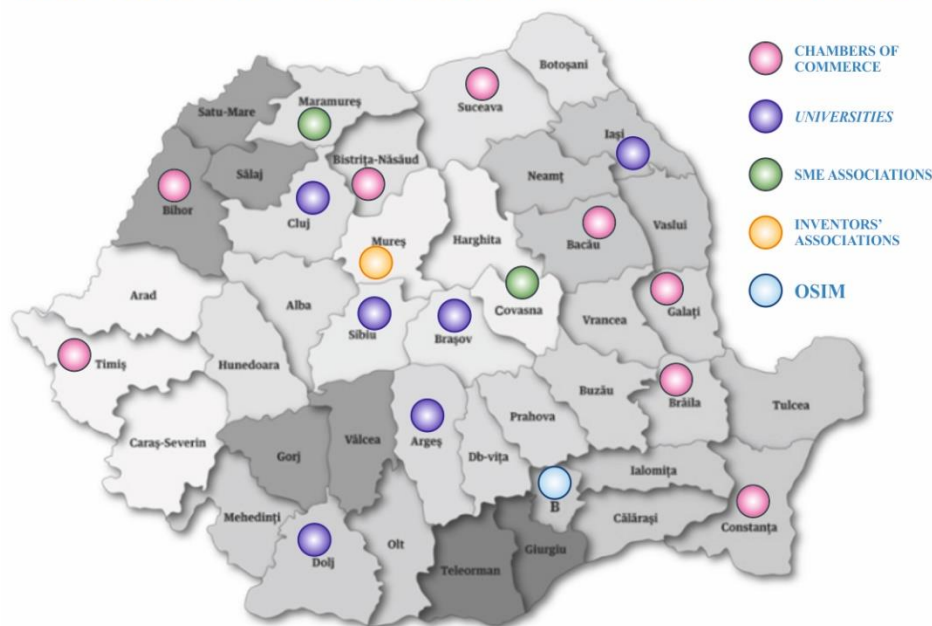 Botoșani
Maramureș
Suceava
Satu-Mare
Iași
Bistrița-Năsăud
Sălaj
Neamț
Bihor
Cluj
Mureș
Harghita
Bacău
Vaslui
Arad
Alba
Covasna
Sibiu
Brașov
Vrancea
Galați
Timiș
Hunedoara
Buzău
Brăila
Tulcea
Prahova
Caraș-Severin
Gorj
Vâlcea
Argeș
Db-vița
Ialomița
B
Mehedinți
Călărași
Constanța
Olt
Giurgiu
Dolj
Teleorman
CHAMBERS OF
COMMERCE
UNIVERSITIES
SME ASSOCIATIONS
INVENTORS'
ASSOCIATIONS
OSIM